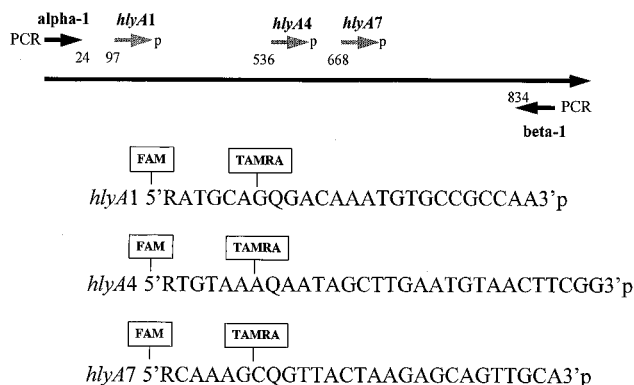 alpha-1 hlyA1 hlyA4 hlyA7
PCR p p p
24 97 536 668
834
PCR
beta-1
FAM TAMRA
hlyA1 5'RATGCAGQGACAAATGTGCCGCCAA3'p
FAM TAMRA
hlyA4 5'RTGTAAAQAATAGCTTGAATGTAACTTCGG3'p
FAM TAMRA
hlyA7 5'RCAAAGCQGTTACTAAGAGCAGTTGCA3'p